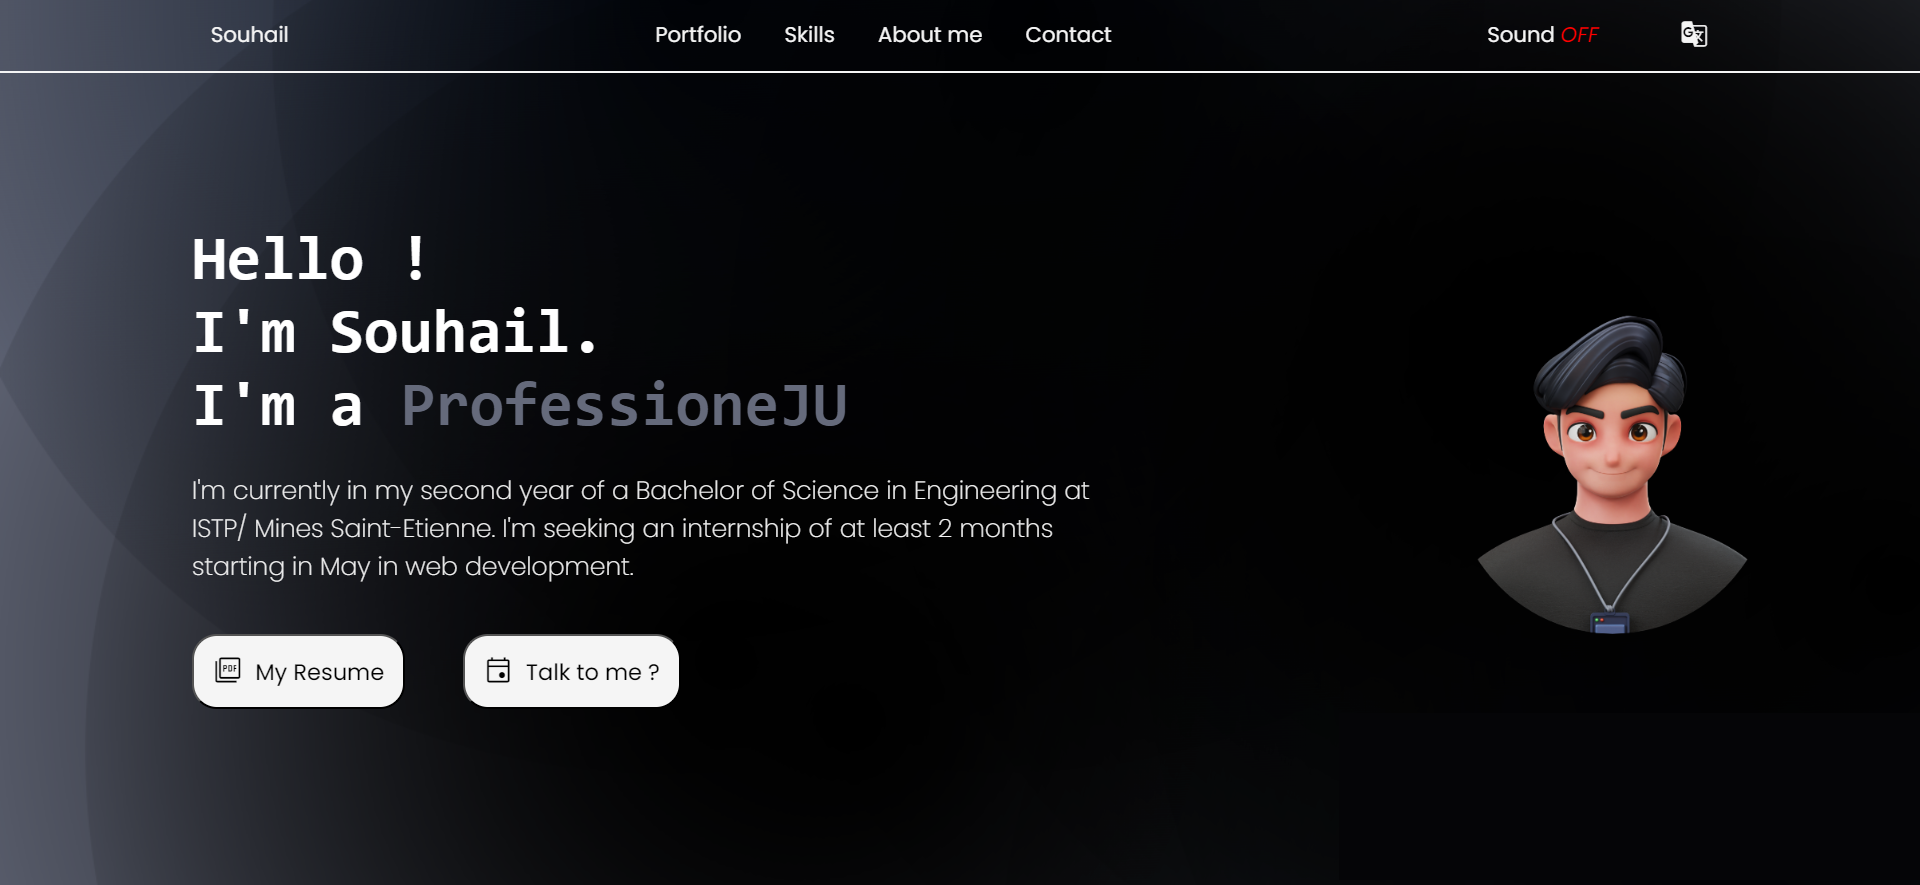 Souhail
Portfolio Skills About me Contact
Sound OFF
Hello !
I'm Souhail.
I'm a ProfessioneJU
I'm currently in my second year of a Bachelor of Science in Engineering at
ISTP/ Mines Saint-Etienne. I'm seeking an internship of at least 2 months
starting in May in web development.
PDF My Resume
Talk to me ?